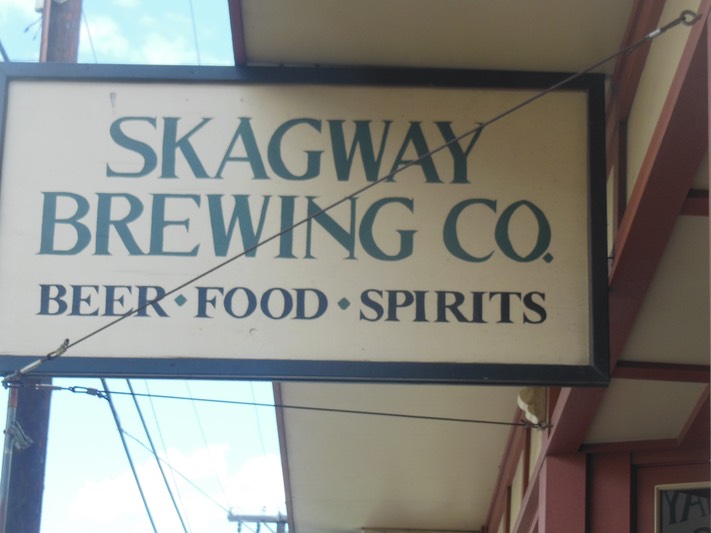 SKAGWAY
BREWING CO.
BEER · FOOD · SPIRITS